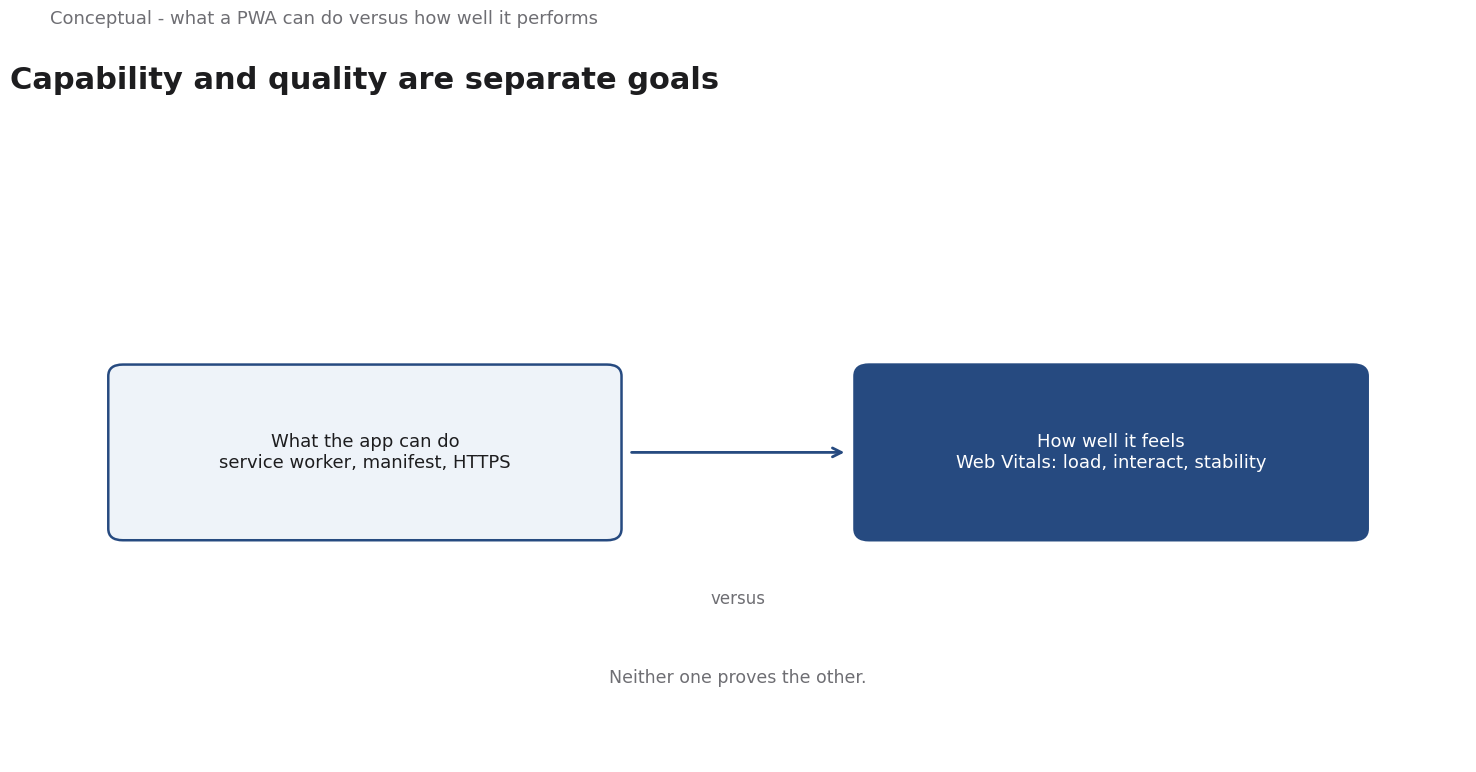 Conceptual - what a PWA can do versus how well it performs
Capability and quality are separate goals
What the app can do
service worker, manifest, HTTPS
How well it feels
Web Vitals: load, interact, stability
versus
Neither one proves the other.